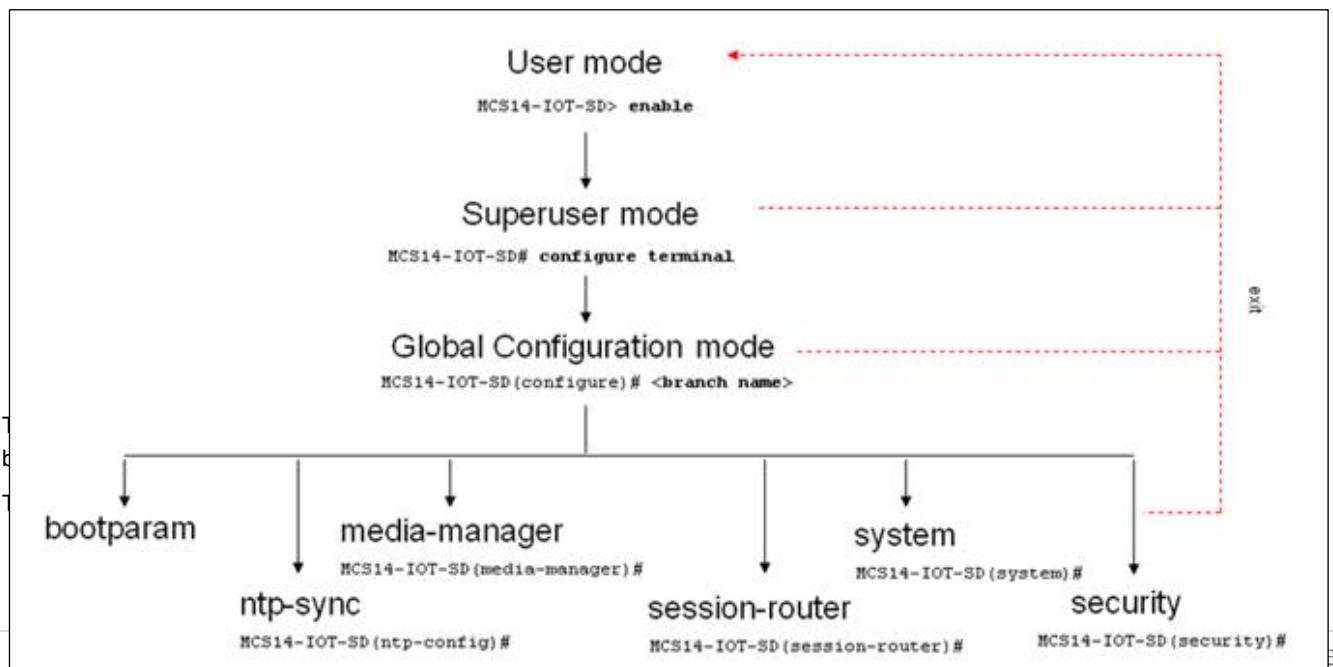 User mode
MCS14-IOT-SD> enable
Superuser mode
MCS14-IOT-SD# configure terminal
exit
Global Configuration mode
MCS14-IOT-SD(configure)# <branch name>
bootparam
media-manager
MCS14-IOT-SD(media-manager)#
system
MCS14-IOT-SD(system)#
ntp-sync
MCS14-IOT-SD(ntp-config)#
session-router
MCS14-IOT-SD(session-router)#
security
MCS14-IOT-SD(security)#